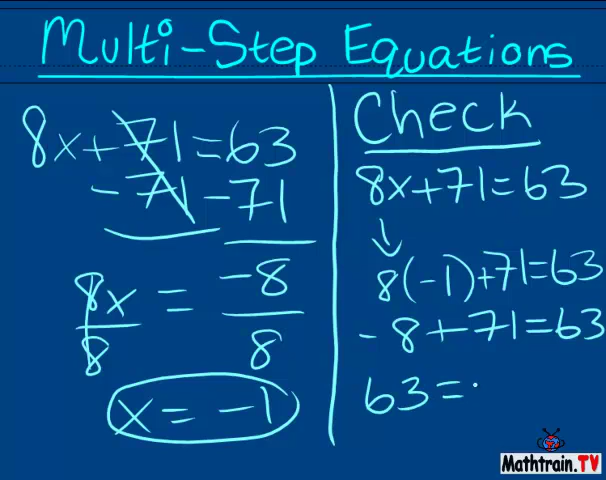 Multi-Step Equations
8x+71=63
-71 -71
8x = -8
8 8
x = -1
Check
8x+71=63
8(-1)+71=63
-8+71=63
63=
Mathtrain.TV